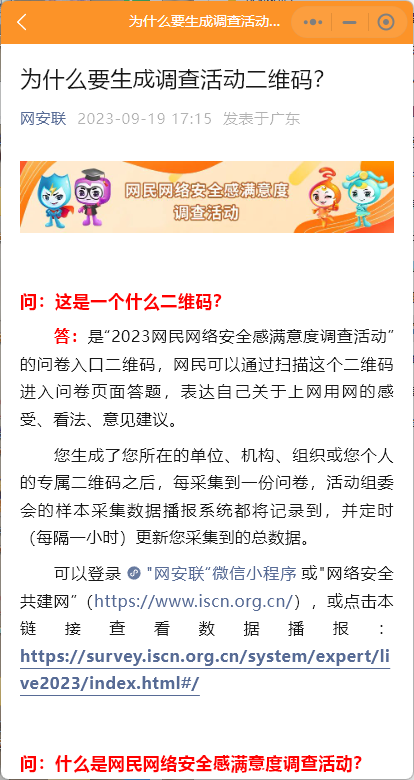 为什么要生成调查活动...
为什么要生成调查活动二维码？
网安联 2023-09-19 17:15 发表于广东
网民网络安全感满意度
调查活动
问：这是一个什么二维码？
答：是“2023网民网络安全感满意度调查活动”
的问卷入口二维码，网民可以通过扫描这个二维码
进入问卷页面答题，表达自己关于上网用网的感
受、看法、意见建议。
您生成了您所在的单位、机构、组织或您个人
的专属二维码之后，每采集到一份问卷，活动组委
会的样本采集数据播报系统都将记录到，并定时
（每隔一小时）更新您采集到的总数据。
可以登录 "网安联“微信小程序 或"网络安全
共建网”（https://www.iscn.org.cn/），或点击本
链接查看数据播报：
https://survey.iscn.org.cn/system/expert/li
ve2023/index.html#/
问：什么是网民网络安全感满意度调查活动？